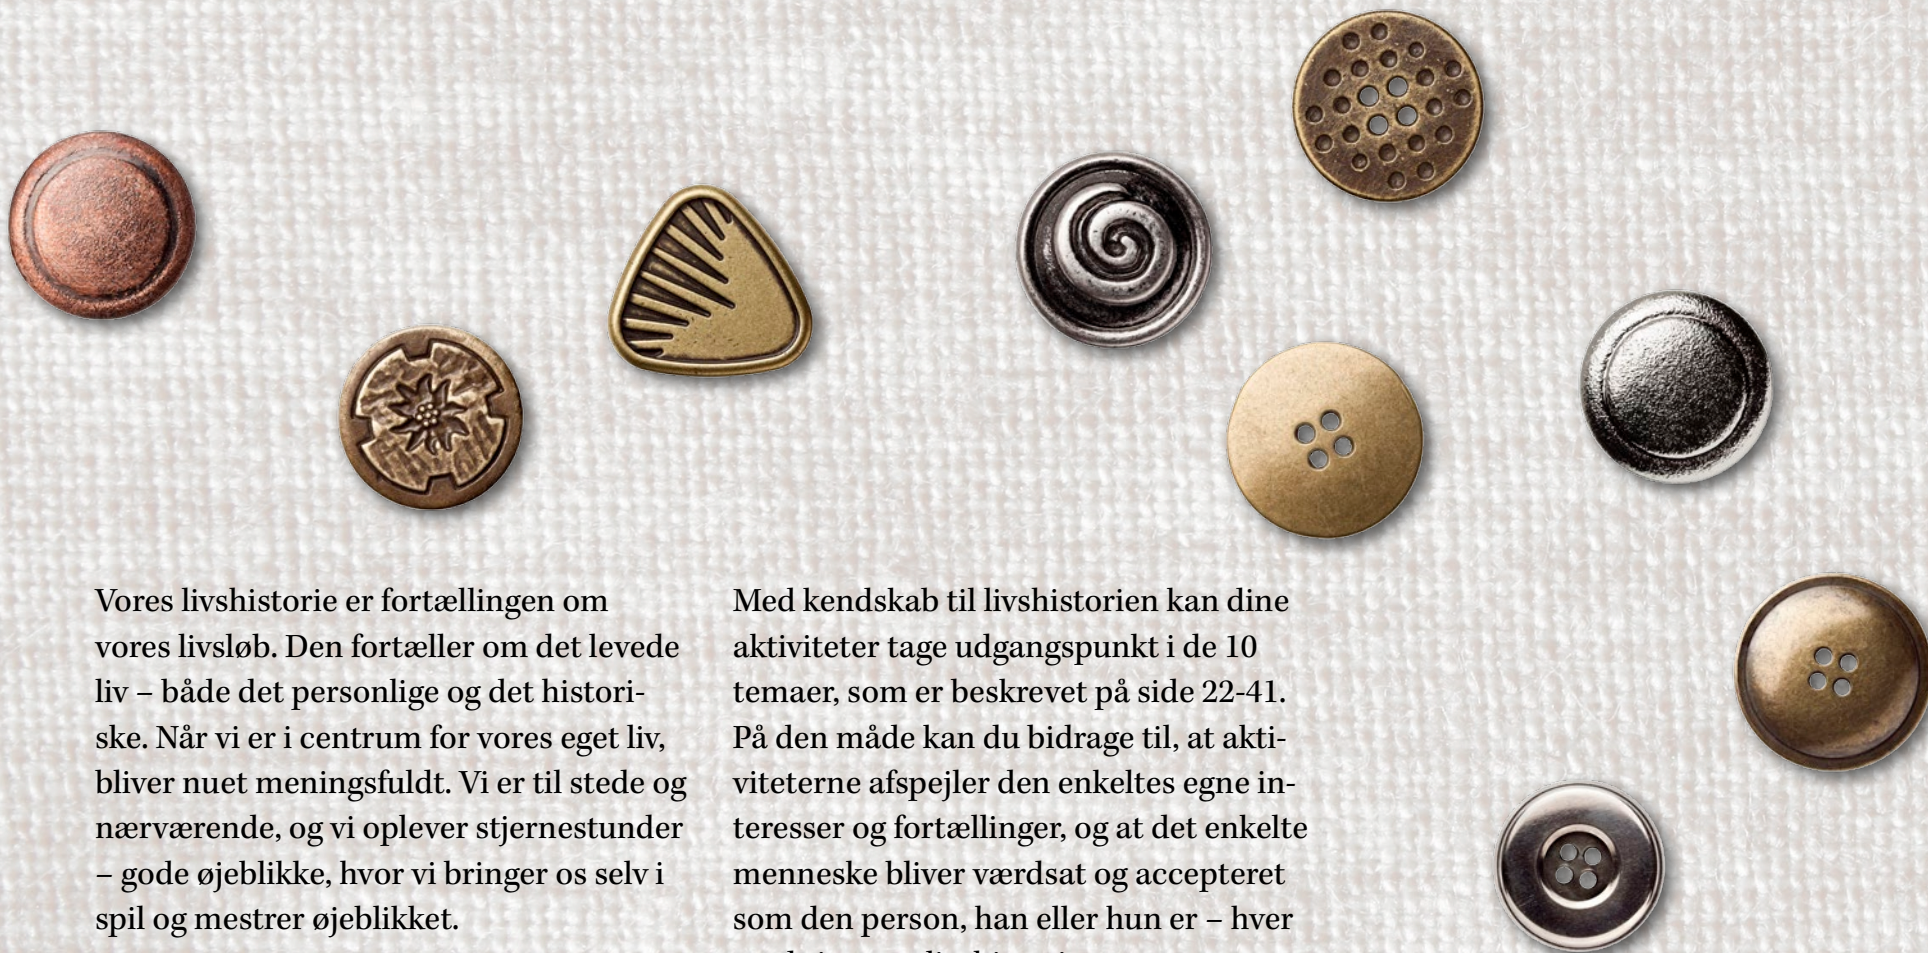 Vores livshistorie er fortællingen om
vores livsløb. Den fortæller om det levede
liv – både det personlige og det histori-
ske. Når vi er i centrum for vores eget liv,
bliver nuet meningsfuldt. Vi er til stede og
nærværende, og vi oplever stjernestunder
– gode øjeblikke, hvor vi bringer os selv i
spil og mestrer øjeblikket.
Med kendskab til livshistorien kan dine
aktiviteter tage udgangspunkt i de 10
temaer, som er beskrevet på side 22-41.
På den måde kan du bidrage til, at akti-
viteterne afspejler den enkeltes egne in-
teresser og fortællinger, og at det enkelte
menneske bliver værdsat og accepteret
som den person, han eller hun er – hver